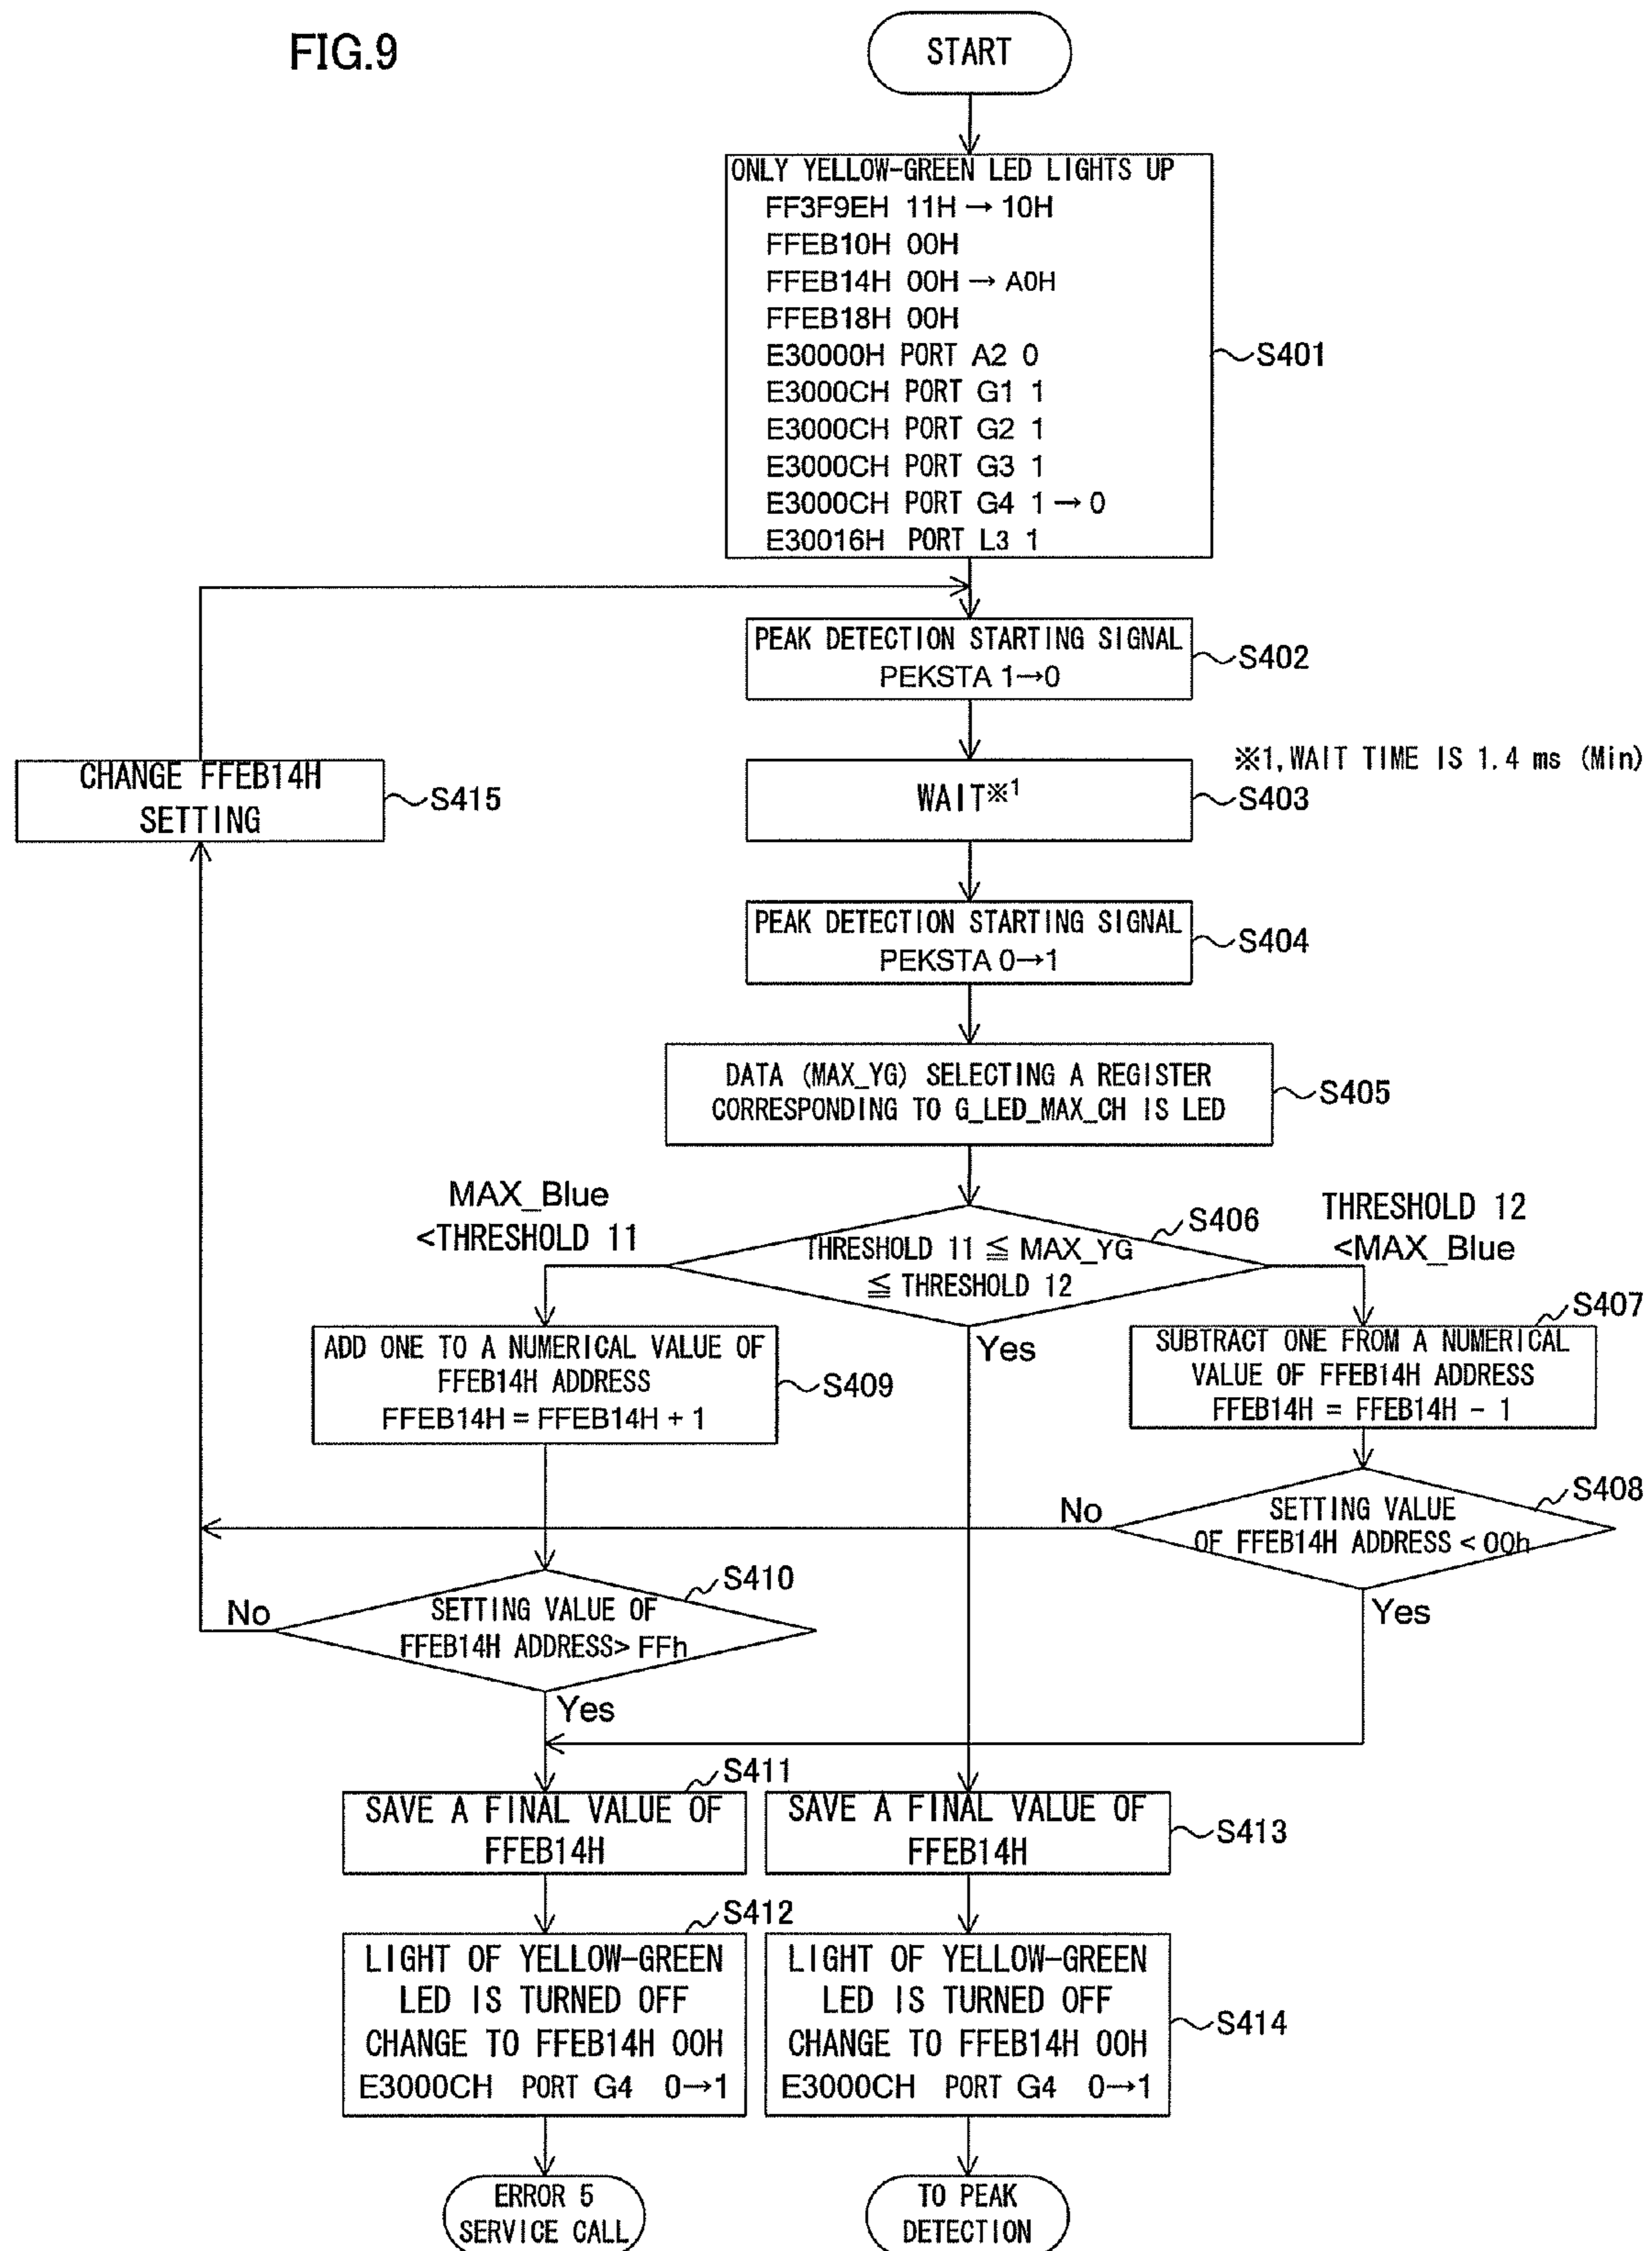 FIG.9
START
ONLY YELLOW-GREEN LED LIGHTS UP
FF3F9EH 11H → 10H
FFEB10H 00H
FFEB14H 00H → A0H
FFEB18H 00H
E30000H PORT A2 0
E3000CH PORT G1 1
E3000CH PORT G2 1
E3000CH PORT G3 1
E3000CH PORT G4 1 → 0
E30016H PORT L3 1
S401
PEAK DETECTION STARTING SIGNAL
PEKSTA 1→0
S402
※1,WAIT TIME IS 1.4 ms (Min)
WAIT※1
S403
CHANGE FFEB14H
SETTING
S415
PEAK DETECTION STARTING SIGNAL
PEKSTA 0→1
S404
DATA (MAX_YG) SELECTING A REGISTER
CORRESPONDING TO G_LED_MAX_CH IS LED
S405
MAX_Blue
<THRESHOLD 11
S406
THRESHOLD 11 ≦ MAX_YG
≦ THRESHOLD 12
THRESHOLD 12
<MAX_Blue
Yes
S407
SUBTRACT ONE FROM A NUMERICAL
VALUE OF FFEB14H ADDRESS
FFEB14H = FFEB14H - 1
ADD ONE TO A NUMERICAL VALUE OF
FFEB14H ADDRESS
FFEB14H = FFEB14H + 1
S409
S408
No
SETTING VALUE
OF FFEB14H ADDRESS < 00h
Yes
S410
No
SETTING VALUE OF
FFEB14H ADDRESS> FFh
Yes
S411
SAVE A FINAL VALUE OF
FFEB14H
SAVE A FINAL VALUE OF
FFEB14H
S413
S412
LIGHT OF YELLOW-GREEN
LED IS TURNED OFF
CHANGE TO FFEB14H 00H
E3000CH PORT G4 0→1
LIGHT OF YELLOW-GREEN
LED IS TURNED OFF
CHANGE TO FFEB14H 00H
E3000CH PORT G4 0→1
S414
ERROR 5
SERVICE CALL
TO PEAK
DETECTION